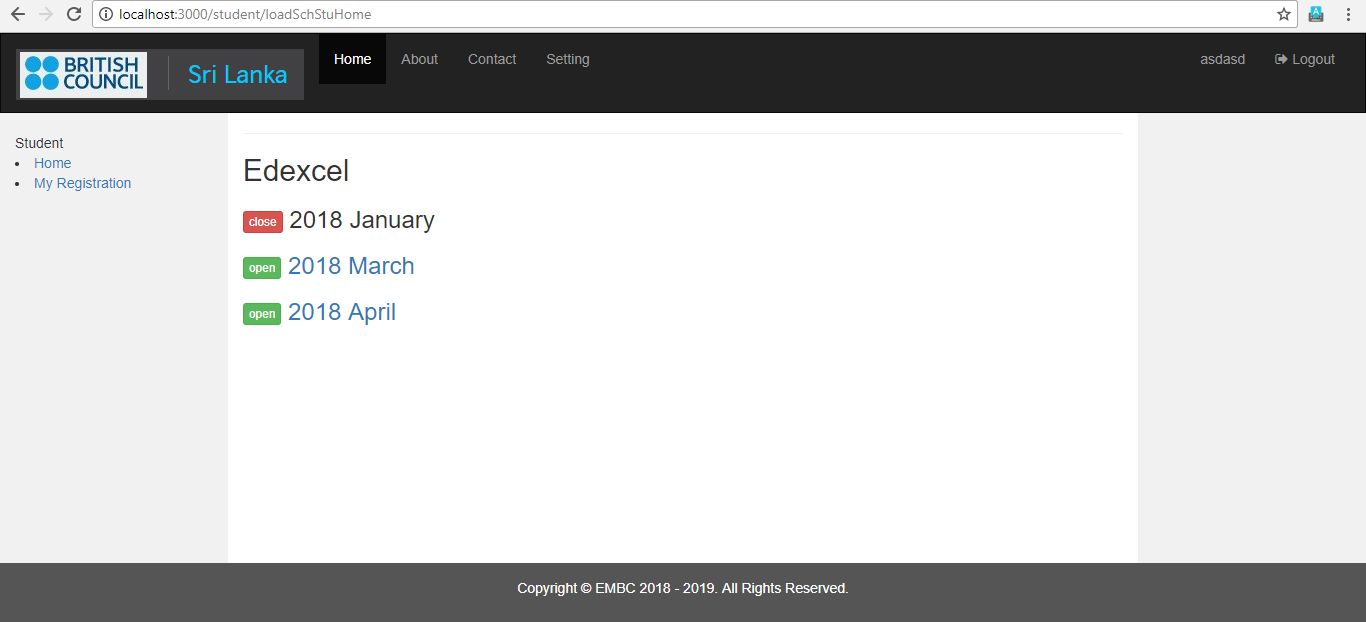 localhost:3000/student/loadSchStuHome
BRITISH
COUNCIL
Sri Lanka
Home
About
Contact
Setting
asdasd
Logout
Student
Home
My Registration
Edexcel
close 2018 January
open 2018 March
open 2018 April
Copyright © EMBC 2018 - 2019. All Rights Reserved.